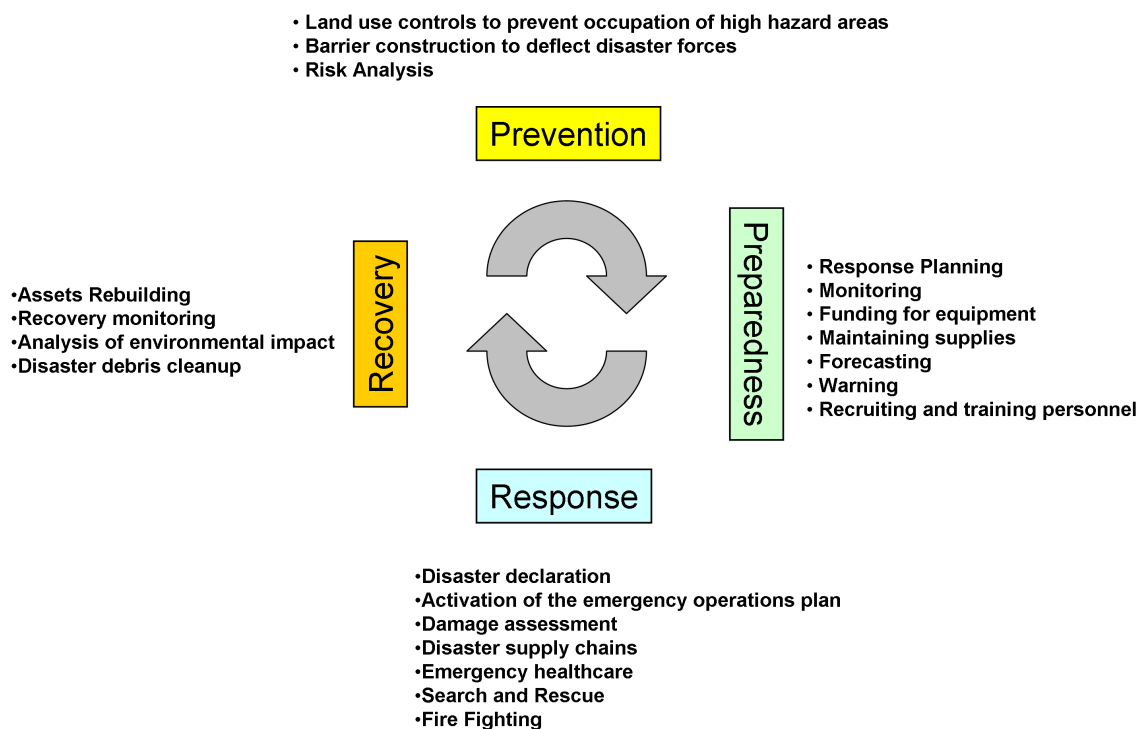 • Land use controls to prevent occupation of high hazard areas
• Barrier construction to deflect disaster forces
• Risk Analysis
Prevention
Preparedness
• Response Planning
• Monitoring
• Funding for equipment
• Maintaining supplies
• Forecasting
• Warning
• Recruiting and training personnel
Recovery
•Assets Rebuilding
•Recovery monitoring
•Analysis of environmental impact
•Disaster debris cleanup
Response
•Disaster declaration
•Activation of the emergency operations plan
•Damage assessment
•Disaster supply chains
•Emergency healthcare
•Search and Rescue
•Fire Fighting